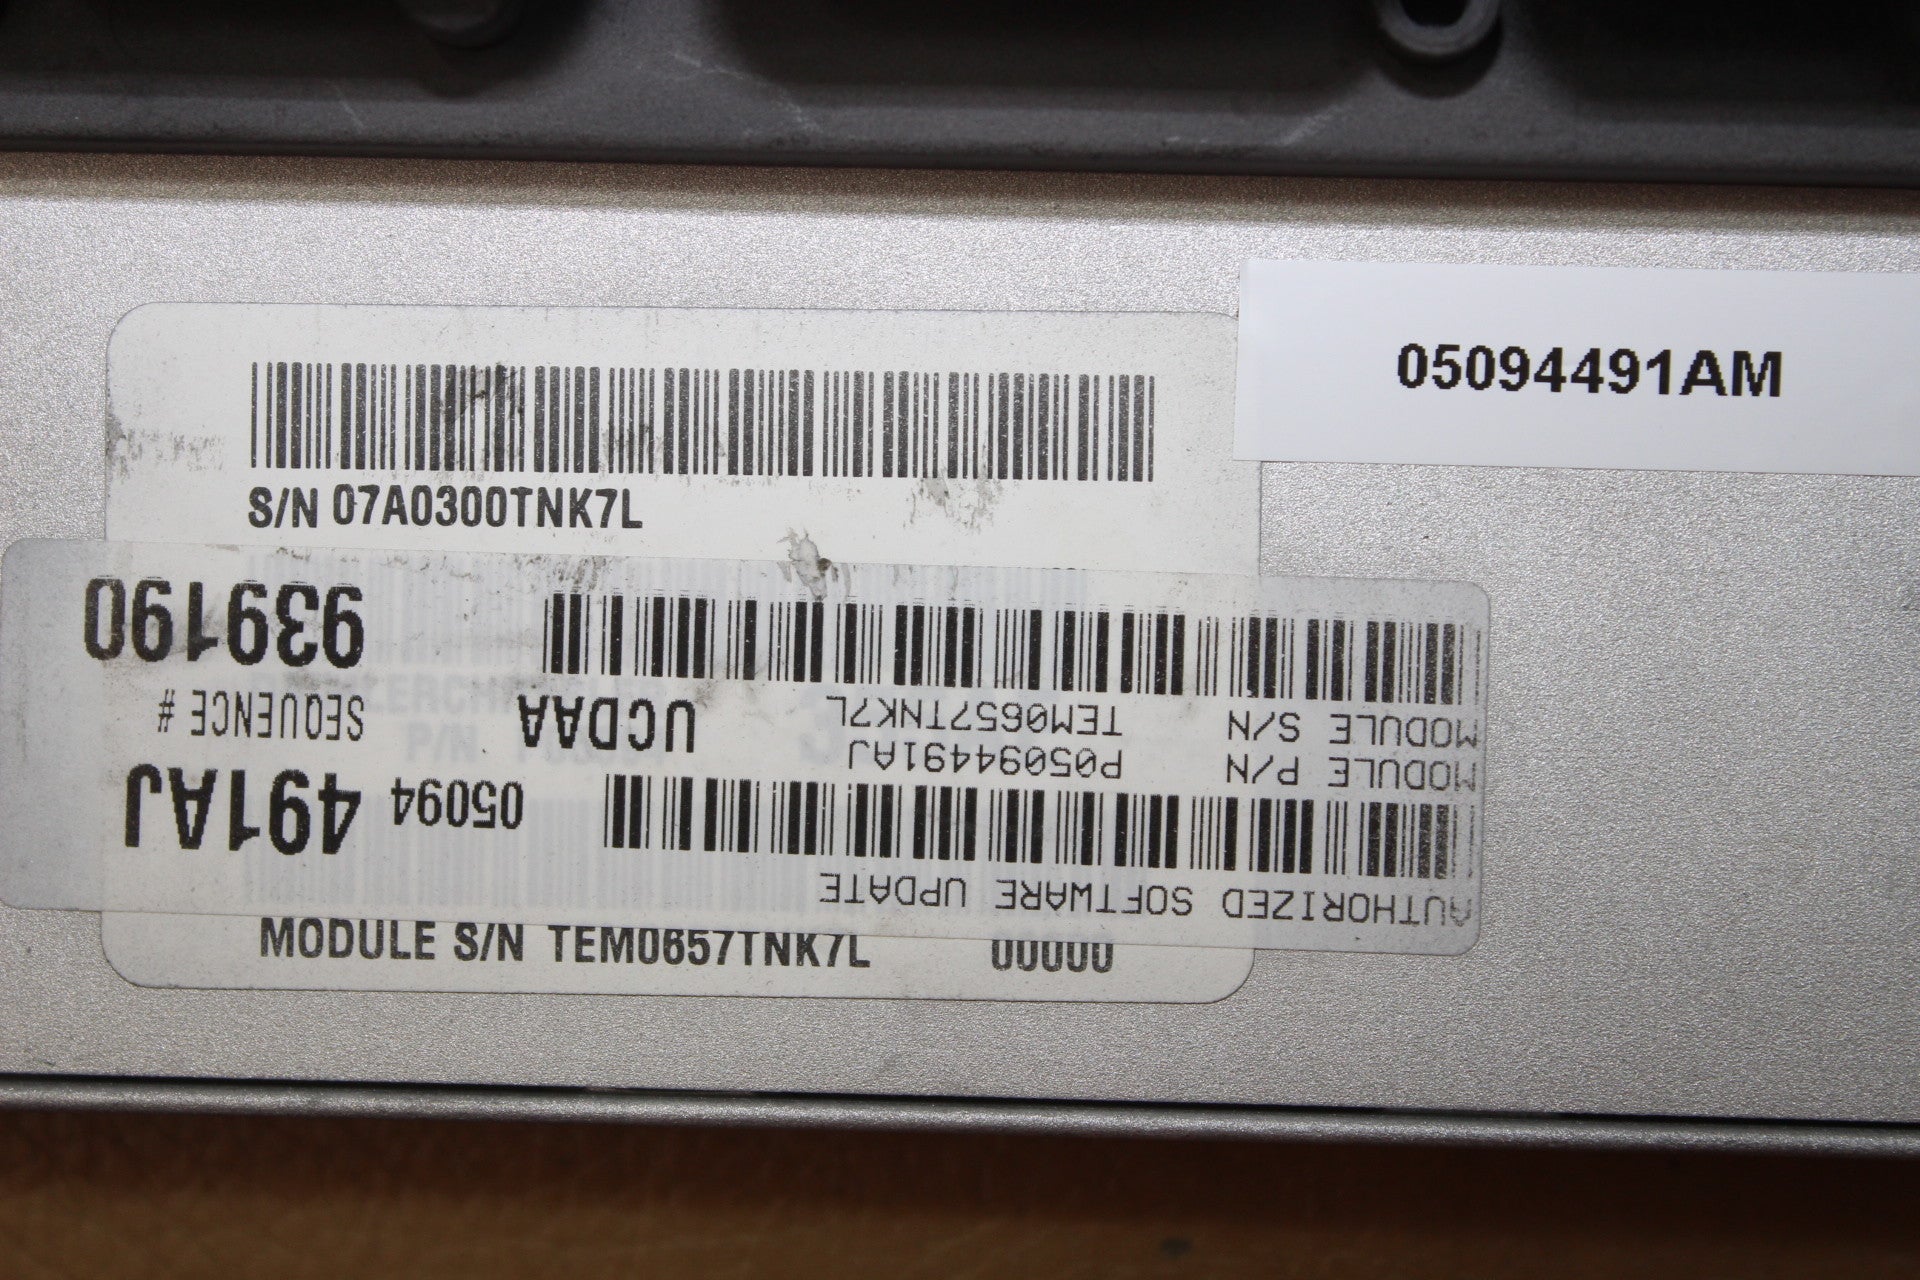 05094491AM
S/N 07A0300TNK7L
AUTHORIZED SOFTWARE UPDATE
MODULE P/N P05094491AJ
MODULE S/N TEM0657TNK7L
05094
491AJ
UCDAA
SEQUENCE #
939190
MODULE S/N TEM0657TNK7L 00000